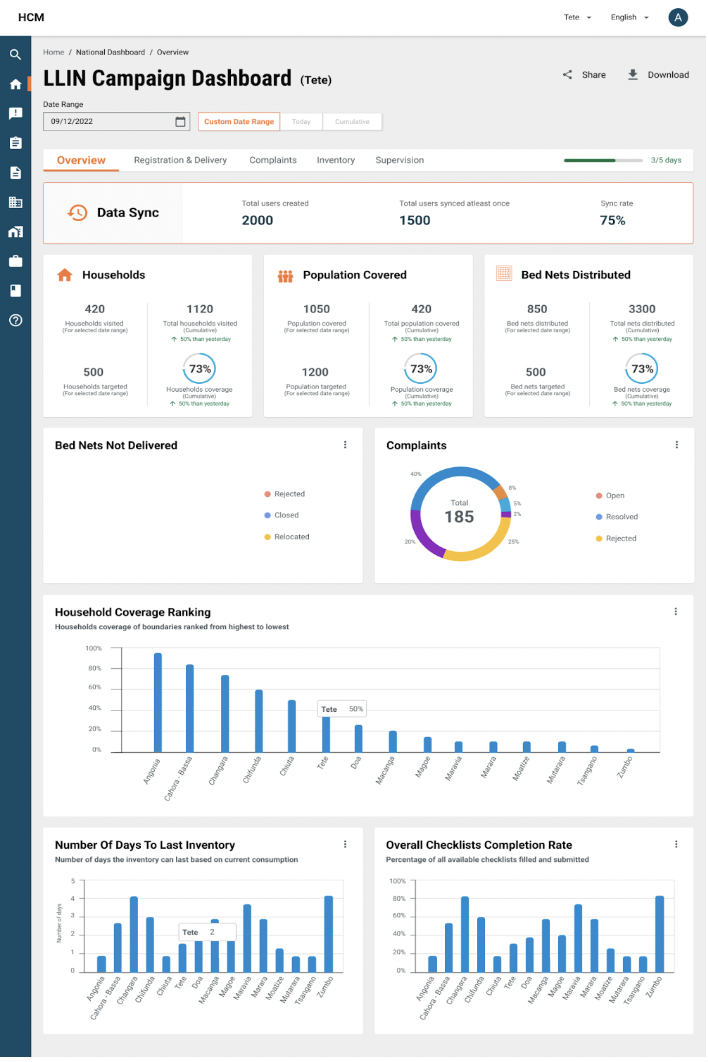 HCM
Tete
English
A
Home / National Dashboard / Overview
LLIN Campaign Dashboard (Tete)
Share
Download
Date Range
09/12/2022
Custom Date Range
Today
Cumulative
Overview
Registration & Delivery
Complaints
Inventory
Supervision
3/5 days
Data Sync
Total users created
2000
Total users synced atleast once
1500
Sync rate
75%
Households
420
Households visited
(For selected date range)
1120
Total households visited
(Cumulative)
50% than yesterday
500
Households targeted
(For selected date range)
73%
Households coverage
(Cumulative)
50% than yesterday
Population Covered
1050
Population covered
(For selected date range)
420
Total population covered
(Cumulative)
50% than yesterday
1200
Population targeted
(For selected date range)
73%
Population coverage
(Cumulative)
50% than yesterday
Bed Nets Distributed
850
Bed nets distributed
(For selected date range)
3300
Total nets distributed
(Cumulative)
50% than yesterday
500
Bed nets targeted
(For selected date range)
73%
Bed nets coverage
(Cumulative)
50% than yesterday
Bed Nets Not Delivered
Rejected
Closed
Relocated
Complaints
40%
8%
5%
2%
25%
20%
Total
185
Open
Resolved
Rejected
Household Coverage Ranking
Households coverage of boundaries ranked from highest to lowest
100%
80%
60%
40%
20%
0%
Tete 50%
Angonia
Cahora - Bassa
Changara
Chifunda
Chiuta
Tete
Doa
Macanga
Magoe
Maravia
Marara
Moatize
Mutarara
Tsangano
Zumbo
Number Of Days To Last Inventory
Number of days the inventory can last based on current consumption
Number of days
5
4
3
2
1
0
Tete 2
Angonia
Cahora - Bassa
Changara
Chifunda
Chiuta
Tete
Doa
Macanga
Magoe
Maravia
Marara
Moatize
Mutarara
Tsangano
Zumbo
Overall Checklists Completion Rate
Percentage of all available checklists filled and submitted
100%
80%
60%
40%
20%
0%
Angonia
Cahora - Bassa
Changara
Chifunda
Chiuta
Tete
Doa
Macanga
Magoe
Maravia
Marara
Moatize
Mutarara
Tsangano
Zumbo